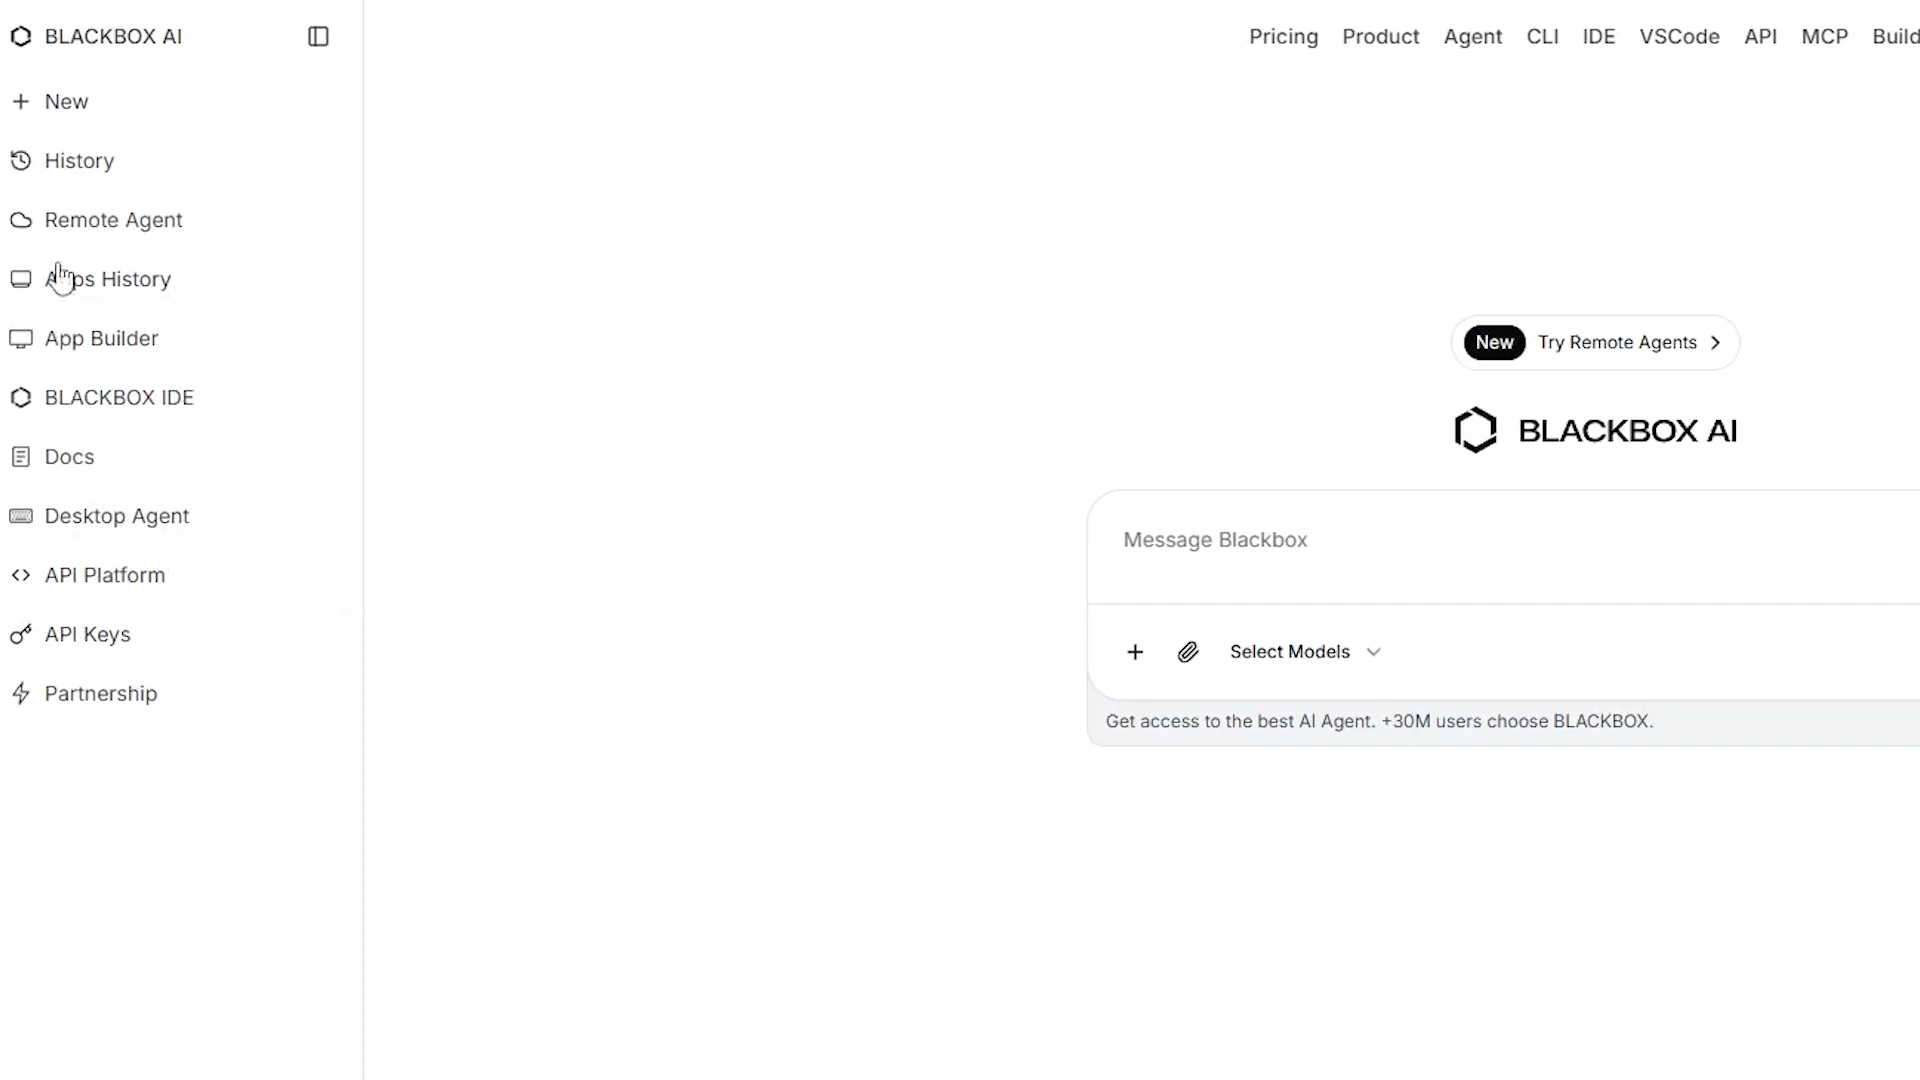 BLACKBOX AI
Pricing Product Agent CLI IDE VSCode API MCP Build
New
History
Remote Agent
Apps History
App Builder
BLACKBOX IDE
Docs
Desktop Agent
API Platform
API Keys
Partnership
New Try Remote Agents
BLACKBOX AI
Message Blackbox
Select Models
Get access to the best AI Agent. +30M users choose BLACKBOX.